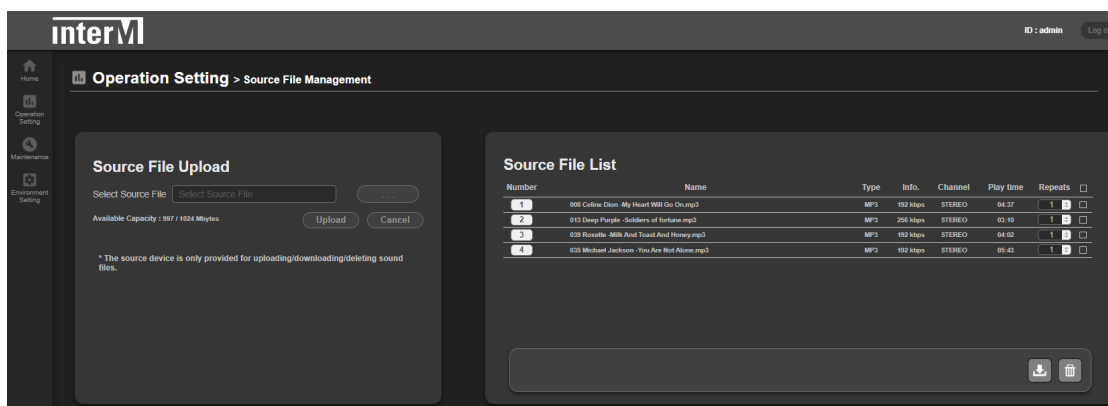 interM
ID : admin
Log o
Home
Operation Setting > Source File Management
Operation
Setting
Maintenance
Environment
Setting
Source File Upload
Select Source File Select Source File ...
Available Capacity : 997 / 1024 Mbytes Upload Cancel
* The source device is only provided for uploading/downloading/deleting sound
files.
Source File List
Number Name Type Info. Channel Play time Repeats
1 008 Celine Dion -My Heart Will Go On.mp3 MP3 192 kbps STEREO 04:37 1
2 013 Deep Purple -Soldiers of fortune.mp3 MP3 256 kbps STEREO 03:10 1
3 039 Roxette -Milk And Toast And Honey.mp3 MP3 192 kbps STEREO 04:02 1
4 035 Michael Jackson -You Are Not Alone.mp3 MP3 192 kbps STEREO 05:43 1